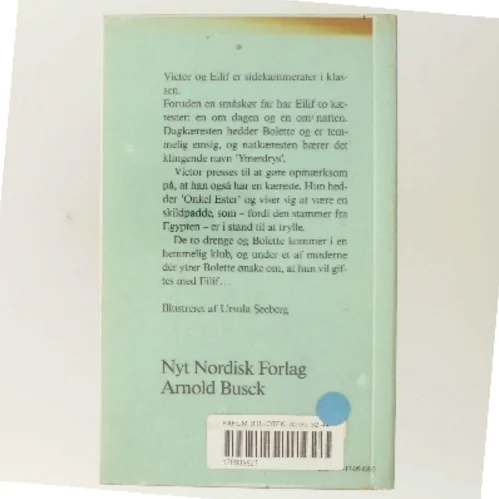 Victor og Eilif er sidekammerater i klas-
sen.
Foruden en småskør far har Eilif to kæ-
rester: en om dagen og en om natten.
Dagkæresten hedder Bolette og er tem-
melig emsig, og natkæresten bærer det
klingende navn 'Ymerdrys'.
Victor presses til at gøre opmærksom
på, at han også har en kæreste. Hun hed-
der 'Onkel Ester' og viser sig at være en
skildpadde, som – fordi den stammer fra
Egypten – er i stand til at trylle.
De to drenge og Bolette kommer i en
hemmelig klub, og under et af møderne
dér ytrer Bolette ønske om, at hun vil gif-
tes med Eilif...
Illustreret af Ursula Seeberg
Nyt Nordisk Forlag
Arnold Busck